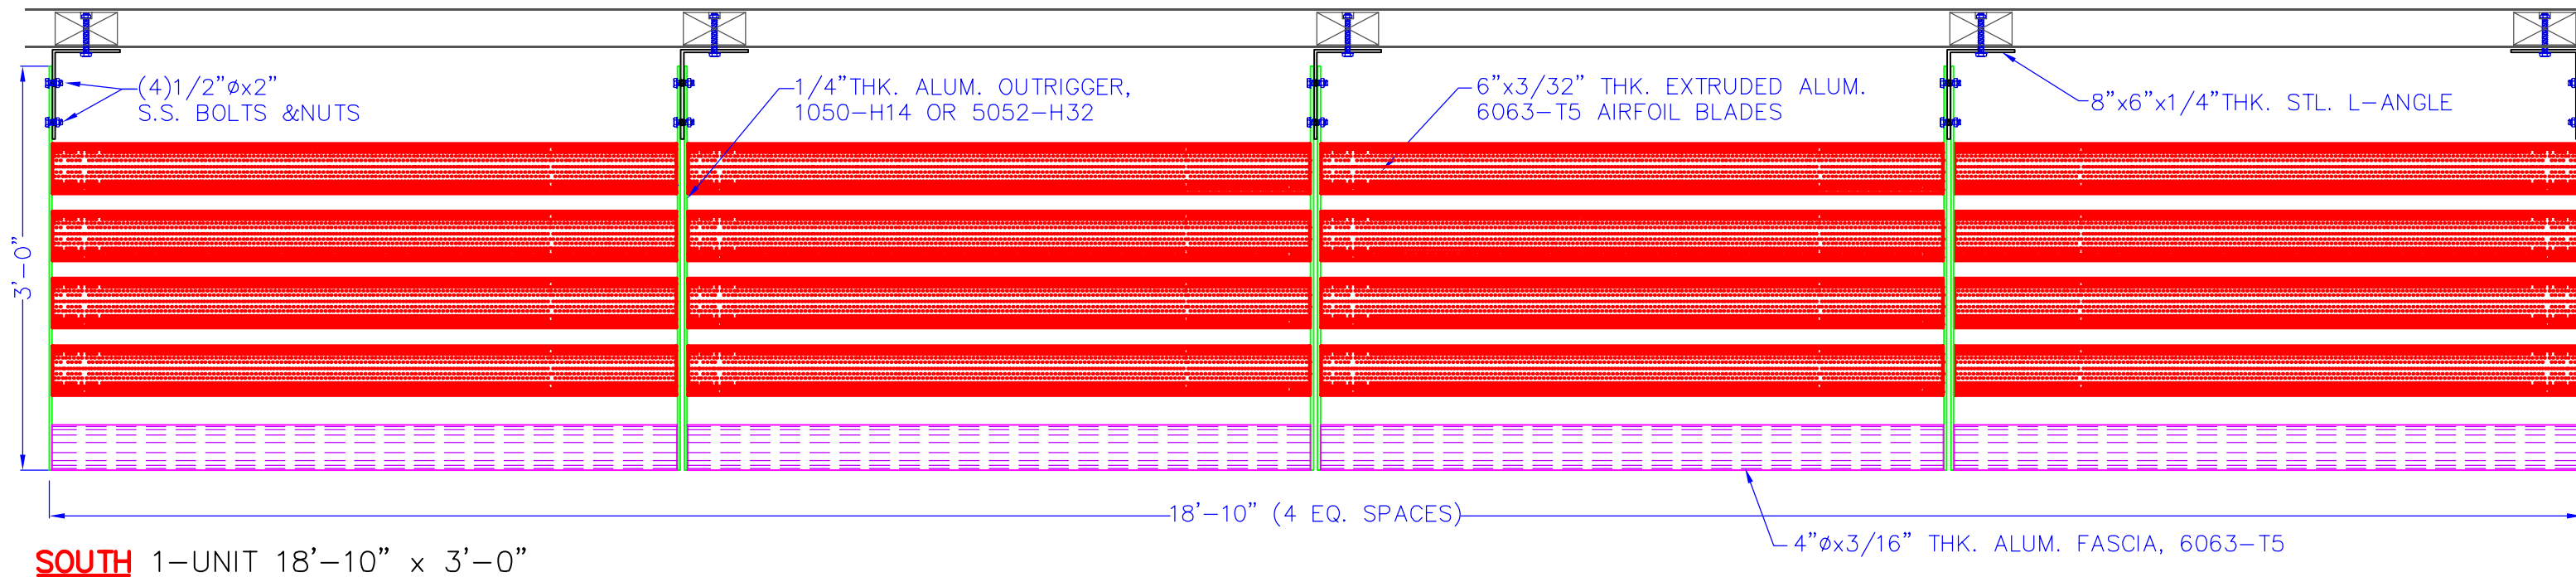 (4)1/2"øx2"
S.S. BOLTS &NUTS
1/4"THK. ALUM. OUTRIGGER,
1050-H14 OR 5052-H32
6"x3/32" THK. EXTRUDED ALUM.
6063-T5 AIRFOIL BLADES
8"x6"x1/4"THK. STL. L-ANGLE
3'-0"
18'-10" (4 EQ. SPACES)
4"øx3/16" THK. ALUM. FASCIA, 6063-T5
SOUTH 1-UNIT 18'-10" x 3'-0"